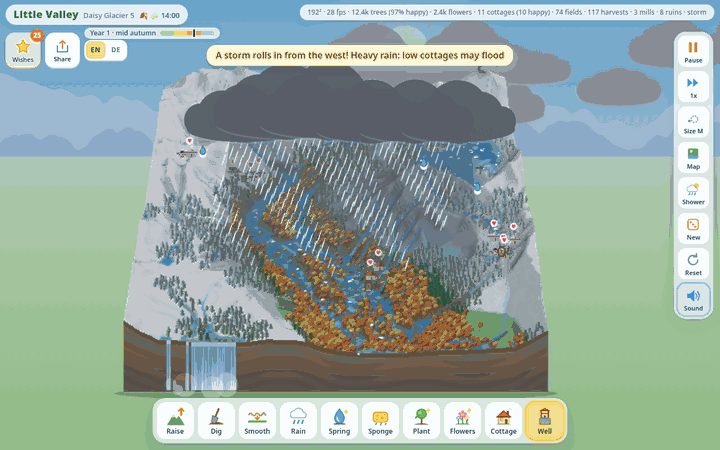 Little Valley Daisy Glacier 5 14:00
192² · 28 fps · 12.4k trees (97% happy) · 2.4k flowers · 11 cottages (10 happy) · 74 fields · 117 harvests · 3 mills · 8 ruins · storm
25
Wishes
Share
Year 1 · mid autumn
EN DE
A storm rolls in from the west! Heavy rain: low cottages may flood
Pause
1x
Size M
Map
Shower
New
Reset
Sound
Raise Dig Smooth Rain Spring Sponge Plant Flowers Cottage Well